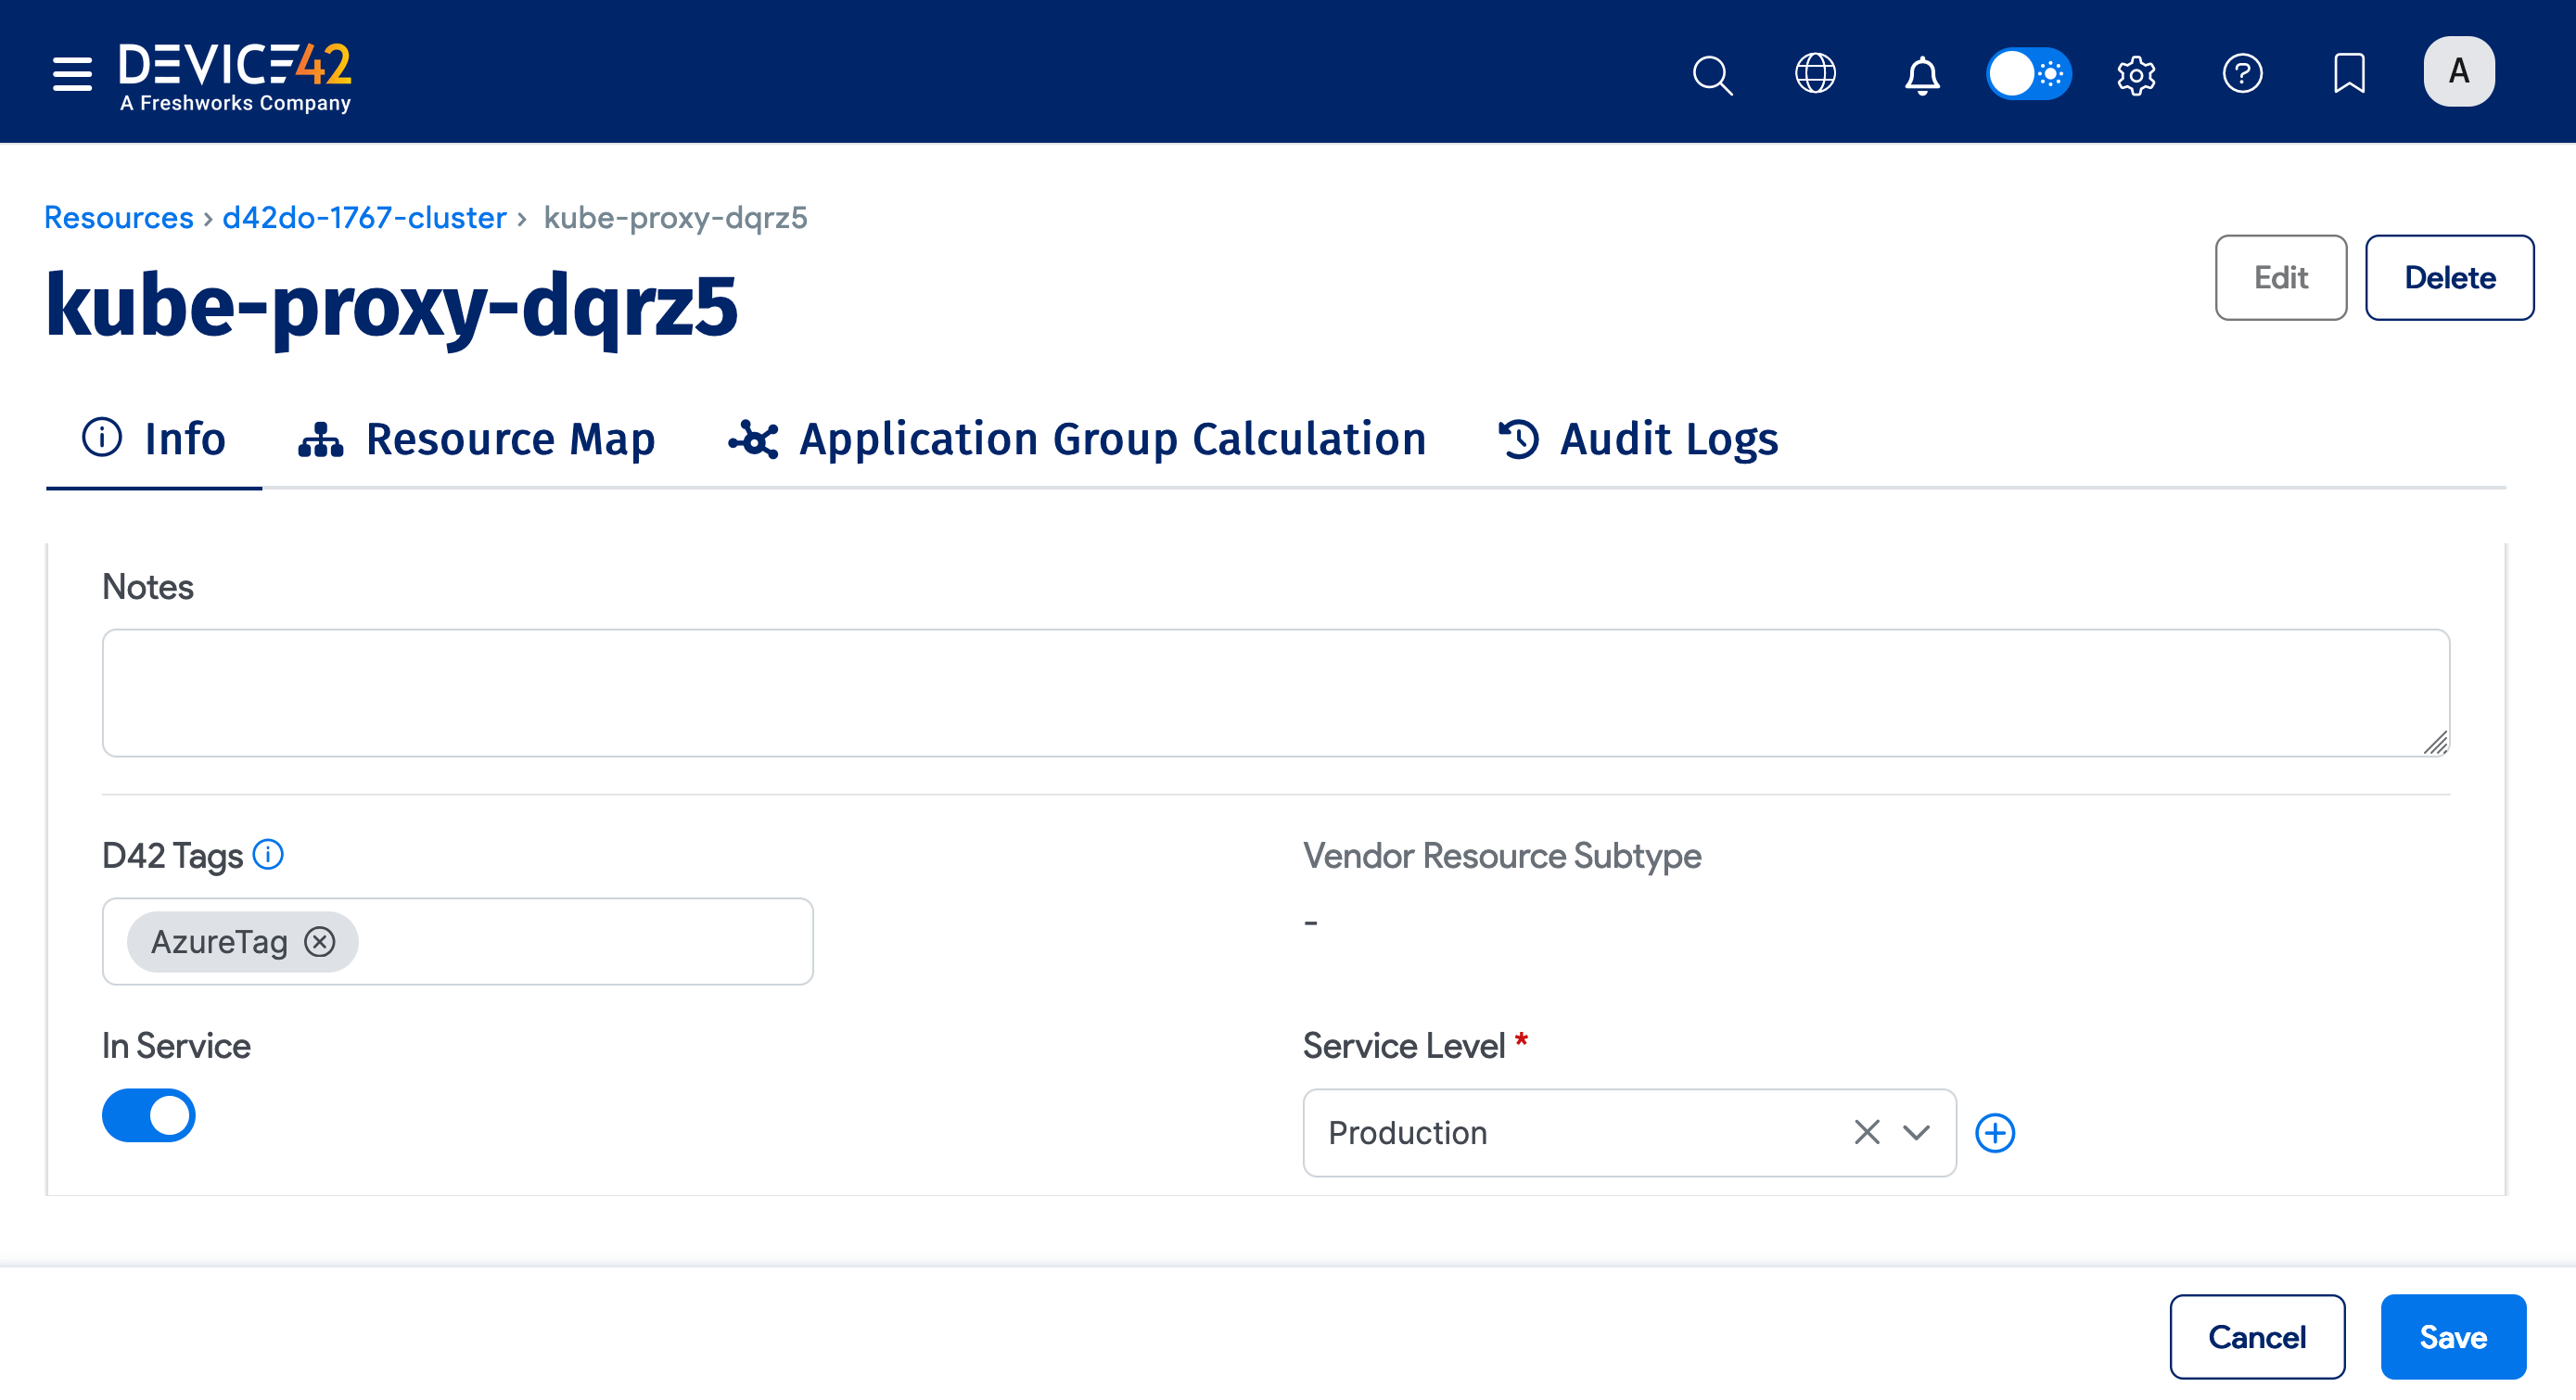 DEVICE42
A Freshworks Company
A
Resources › d42do-1767-cluster › kube-proxy-dqrz5
kube-proxy-dqrz5
Edit
Delete
Info
Resource Map
Application Group Calculation
Audit Logs
Notes
D42 Tags
Vendor Resource Subtype
AzureTag
-
In Service
Service Level *
Production
Cancel
Save